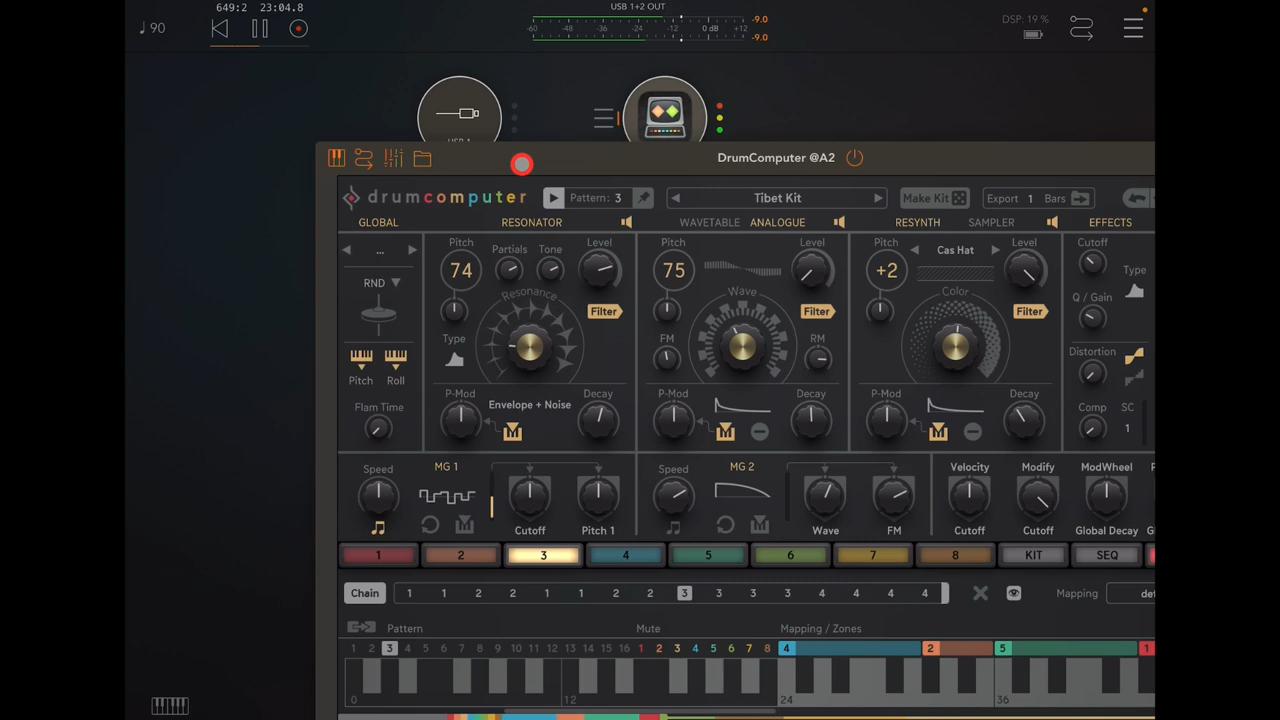 649:2 23:04.8
USB 1+2 OUT
♩90
-60 -48 -36 -24 -12 0 dB +12
-9.0
-9.0
DSP: 19 %
DrumComputer @A2
drumcomputer
Pattern: 3
Tibet Kit
Make Kit
Export 1 Bars
GLOBAL
RESONATOR
WAVETABLE ANALOGUE
RESYNTH SAMPLER
EFFECTS
...
RND
Pitch Roll
Flam Time
Pitch 74 Partials Tone Level
Resonance
Filter
Type
P-Mod Envelope + Noise Decay
Pitch 75 Level
Wave
Filter
FM RM
P-Mod Decay
Pitch +2 Cas Hat Level
Color
Filter
P-Mod Decay
Cutoff Type
Q / Gain
Distortion
Comp SC
1
Speed MG 1
Cutoff Pitch 1
Speed MG 2
Wave FM
Velocity Modify ModWheel
Cutoff Cutoff Global Decay
1 2 3 4 5 6 7 8 KIT SEQ
Chain 1 1 2 2 1 1 2 2 3 3 3 3 4 4 4 4 Mapping
Pattern Mute Mapping / Zones
1 2 3 4 5 6 7 8 9 10 11 12 13 14 15 16 1 2 3 4 5 6 7 8 4 2 5 1
0 12 24 36